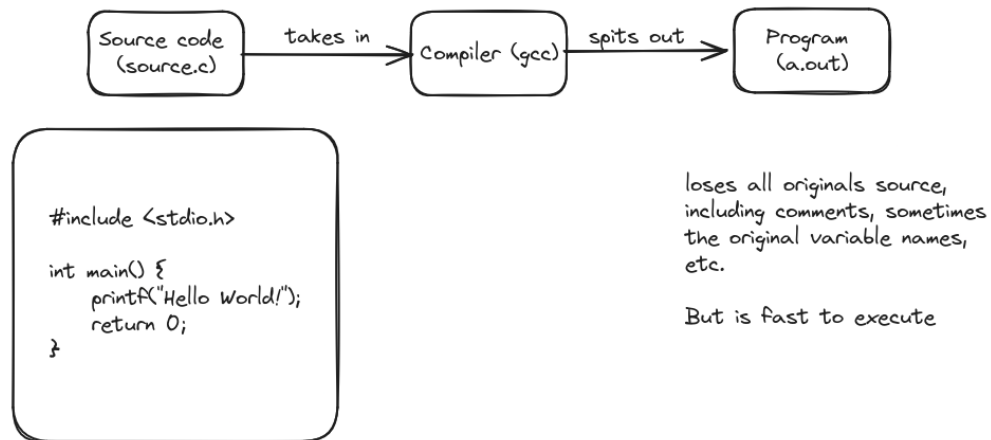 Source code
(source.c)
takes in
Compiler (gcc)
spits out
Program
(a.out)
#include <stdio.h>
int main() {
printf("Hello World!");
return 0;
}
loses all originals source,
including comments, sometimes
the original variable names,
etc.
But is fast to execute